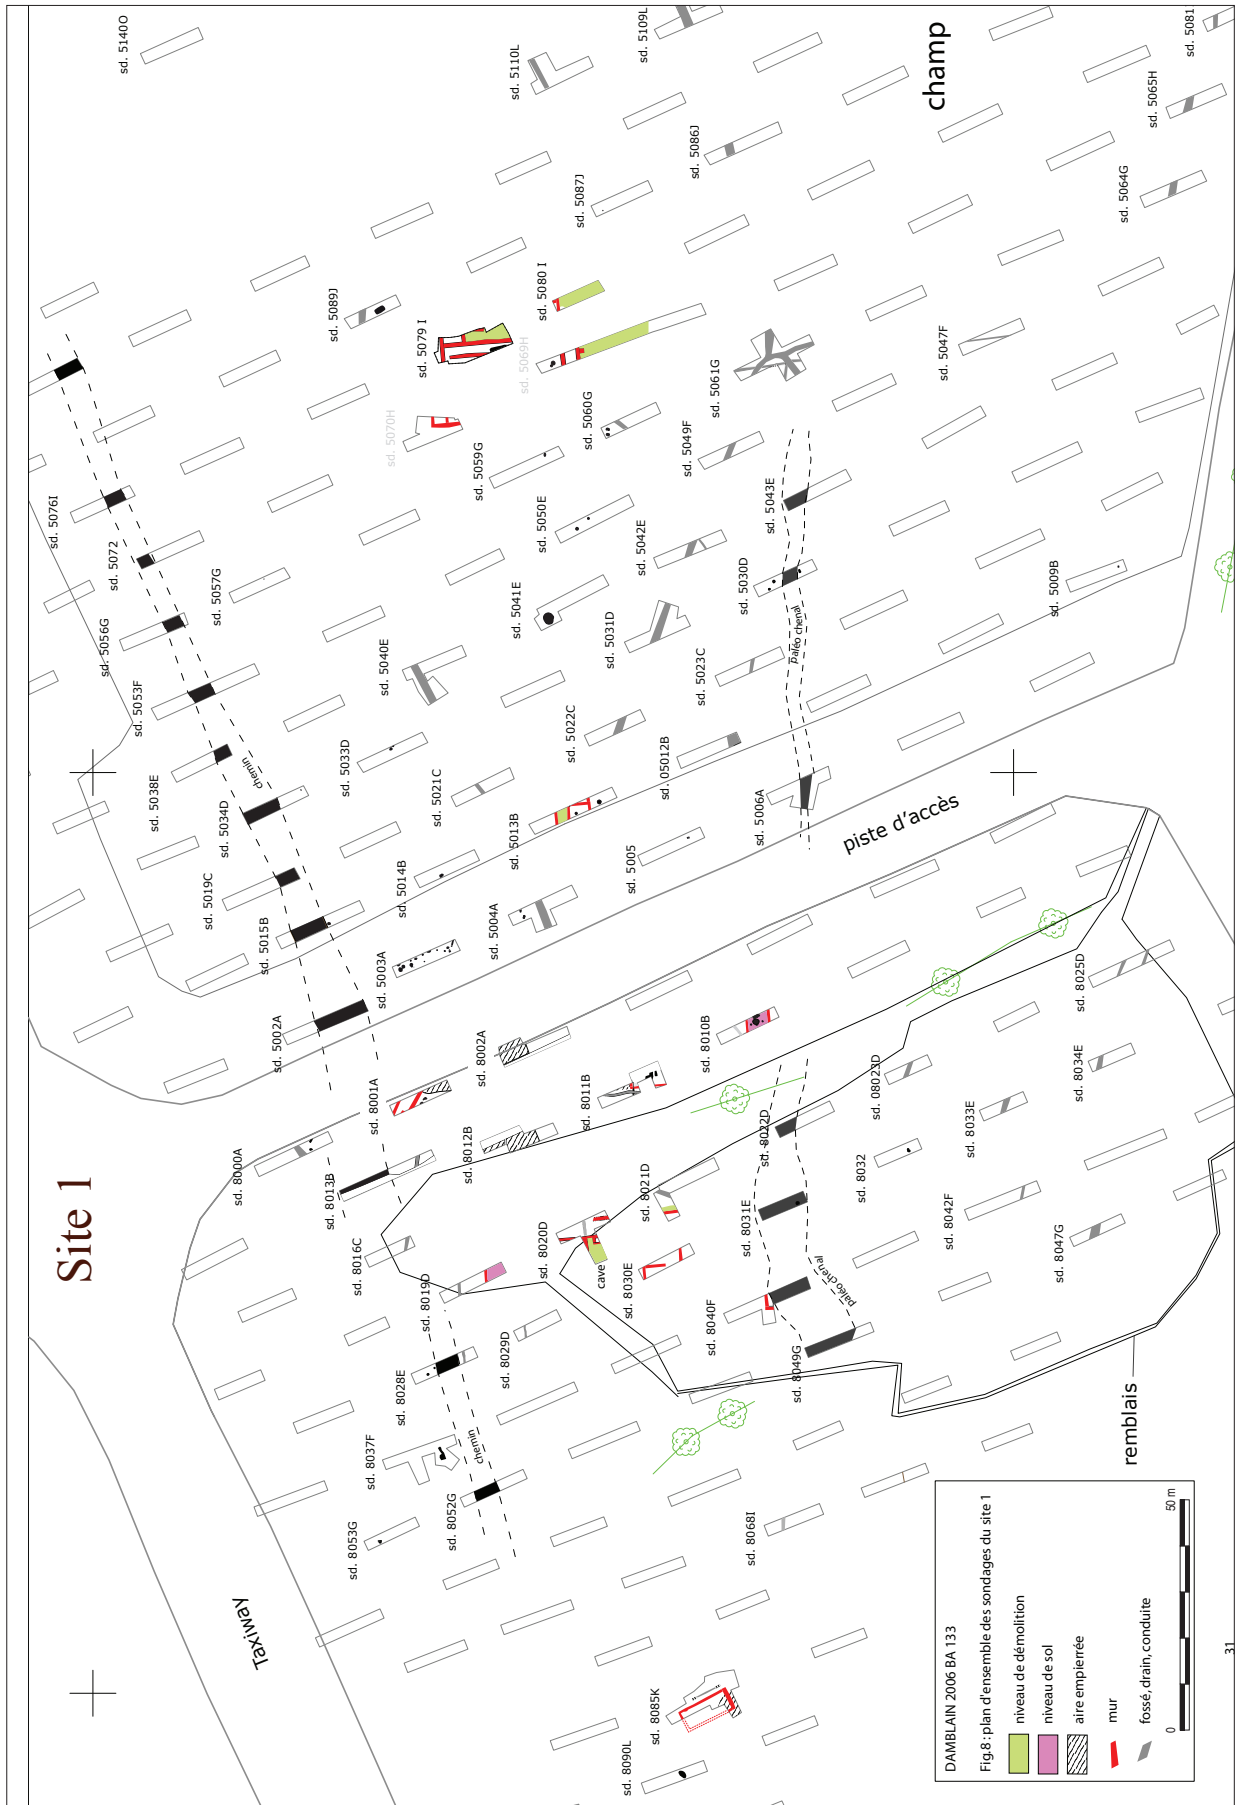 Site 1
Taxiway
piste d'accès
champ
remblais
sd. 5140O
sd. 5110L
sd. 5109L
sd. 5081
sd. 5065H
sd. 5064G
sd. 5086J
sd. 5087J
sd. 5089J
sd. 5079 I
sd. 5080 I
sd. 5069H
sd. 5070H
sd. 5047F
sd. 5061G
sd. 5060G
sd. 5059G
sd. 5049F
sd. 5076I
sd. 5072
sd. 5057G
sd. 5056G
sd. 5053F
sd. 5050E
sd. 5043E
sd. 5042E
sd. 5041E
sd. 5040E
sd. 5030D
sd. 5031D
sd. 5009B
paléo chenal
sd. 5023C
sd. 5022C
sd. 05012B
sd. 5038E
chemin
sd. 5034D
sd. 5033D
sd. 5021C
sd. 5019C
sd. 5015B
sd. 5014B
sd. 5013B
sd. 5006A
sd. 5005
sd. 5004A
sd. 5003A
sd. 5002A
sd. 8000A
sd. 8001A
sd. 8002A
sd. 8010B
sd. 8011B
sd. 8012B
sd. 8013B
sd. 8016C
sd. 8019D
sd. 8020D
cave
sd. 8021D
sd. 8022D
sd. 08023D
sd. 8025D
sd. 8034E
sd. 8033E
sd. 8032
sd. 8031E
sd. 8030E
sd. 8042F
sd. 8047G
sd. 8040F
sd. 8049G
paléo chenal
sd. 8029D
sd. 8028E
chemin
sd. 8037F
sd. 8052G
sd. 8053G
sd. 8068I
sd. 8085K
sd. 8090L
DAMBLAIN 2006 BA 133
Fig.8 : plan d'ensemble des sondages du site 1
niveau de démolition
niveau de sol
aire empierrée
mur
fossé, drain, conduite
0
50 m
31